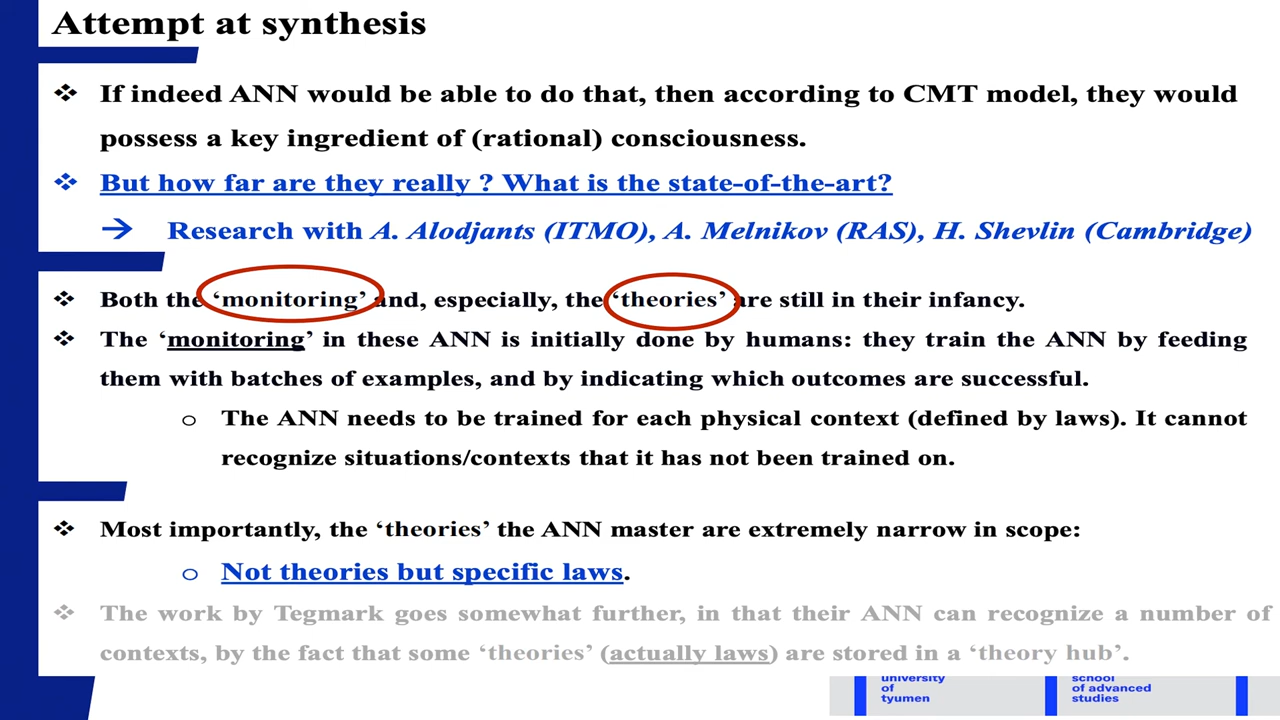 Attempt at synthesis
❖ If indeed ANN would be able to do that, then according to CMT model, they would
possess a key ingredient of (rational) consciousness.
❖ But how far are they really ? What is the state-of-the-art?
→ Research with A. Alodjants (ITMO), A. Melnikov (RAS), H. Shevlin (Cambridge)
❖ Both the ‘monitoring’ and, especially, the ‘theories’ are still in their infancy.
❖ The ‘monitoring’ in these ANN is initially done by humans: they train the ANN by feeding
them with batches of examples, and by indicating which outcomes are successful.
o The ANN needs to be trained for each physical context (defined by laws). It cannot
recognize situations/contexts that it has not been trained on.
❖ Most importantly, the ‘theories’ the ANN master are extremely narrow in scope:
o Not theories but specific laws.
❖ The work by Tegmark goes somewhat further, in that their ANN can recognize a number of
contexts, by the fact that some ‘theories’ (actually laws) are stored in a ‘theory hub’.
university
of
tyumen
school
of advanced
studies